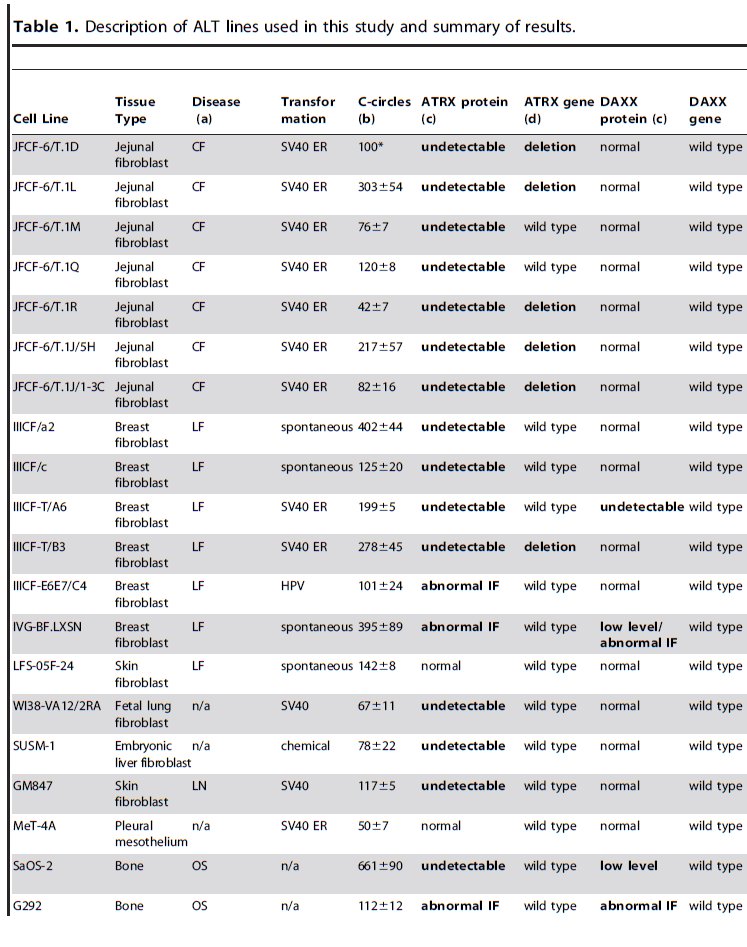 Table 1. Description of ALT lines used in this study and summary of results.
Tissue Disease Transfor C-circles ATRX protein ATRX gene DAXX DAXX
Cell Line Type (a) mation (b) (c) (d) protein (c) gene
JFCF-6/T.1D Jejunal CF SV40 ER 100* undetectable deletion normal wild type
fibroblast
JFCF-6/T.1L Jejunal CF SV40 ER 303±54 undetectable deletion normal wild type
fibroblast
JFCF-6/T.1M Jejunal CF SV40 ER 76±7 undetectable wild type normal wild type
fibroblast
JFCF-6/T.1Q Jejunal CF SV40 ER 120±8 undetectable wild type normal wild type
fibroblast
JFCF-6/T.1R Jejunal CF SV40 ER 42±7 undetectable deletion normal wild type
fibroblast
JFCF-6/T.1J/5H Jejunal CF SV40 ER 217±57 undetectable deletion normal wild type
fibroblast
JFCF-6/T.1J/1-3C Jejunal CF SV40 ER 82±16 undetectable deletion normal wild type
fibroblast
IIICF/a2 Breast LF spontaneous 402±44 undetectable wild type normal wild type
fibroblast
IIICF/c Breast LF spontaneous 125±20 undetectable wild type normal wild type
fibroblast
IIICF-T/A6 Breast LF SV40 ER 199±5 undetectable wild type undetectable wild type
fibroblast
IIICF-T/B3 Breast LF SV40 ER 278±45 undetectable deletion normal wild type
fibroblast
IIICF-E6E7/C4 Breast LF HPV 101±24 abnormal IF wild type normal wild type
fibroblast
IVG-BF.LXSN Breast LF spontaneous 395±89 abnormal IF wild type low level/ wild type
fibroblast abnormal IF
LFS-05F-24 Skin LF spontaneous 142±8 normal wild type normal wild type
fibroblast
WI38-VA12/2RA Fetal lung n/a SV40 67±11 undetectable wild type normal wild type
fibroblast
SUSM-1 Embryonic n/a chemical 78±22 undetectable wild type normal wild type
liver fibroblast
GM847 Skin LN SV40 117±5 undetectable wild type normal wild type
fibroblast
MeT-4A Pleural n/a SV40 ER 50±7 normal wild type normal wild type
mesothelium
SaOS-2 Bone OS n/a 661±90 undetectable wild type low level wild type
G292 Bone OS n/a 112±12 abnormal IF wild type abnormal IF wild type